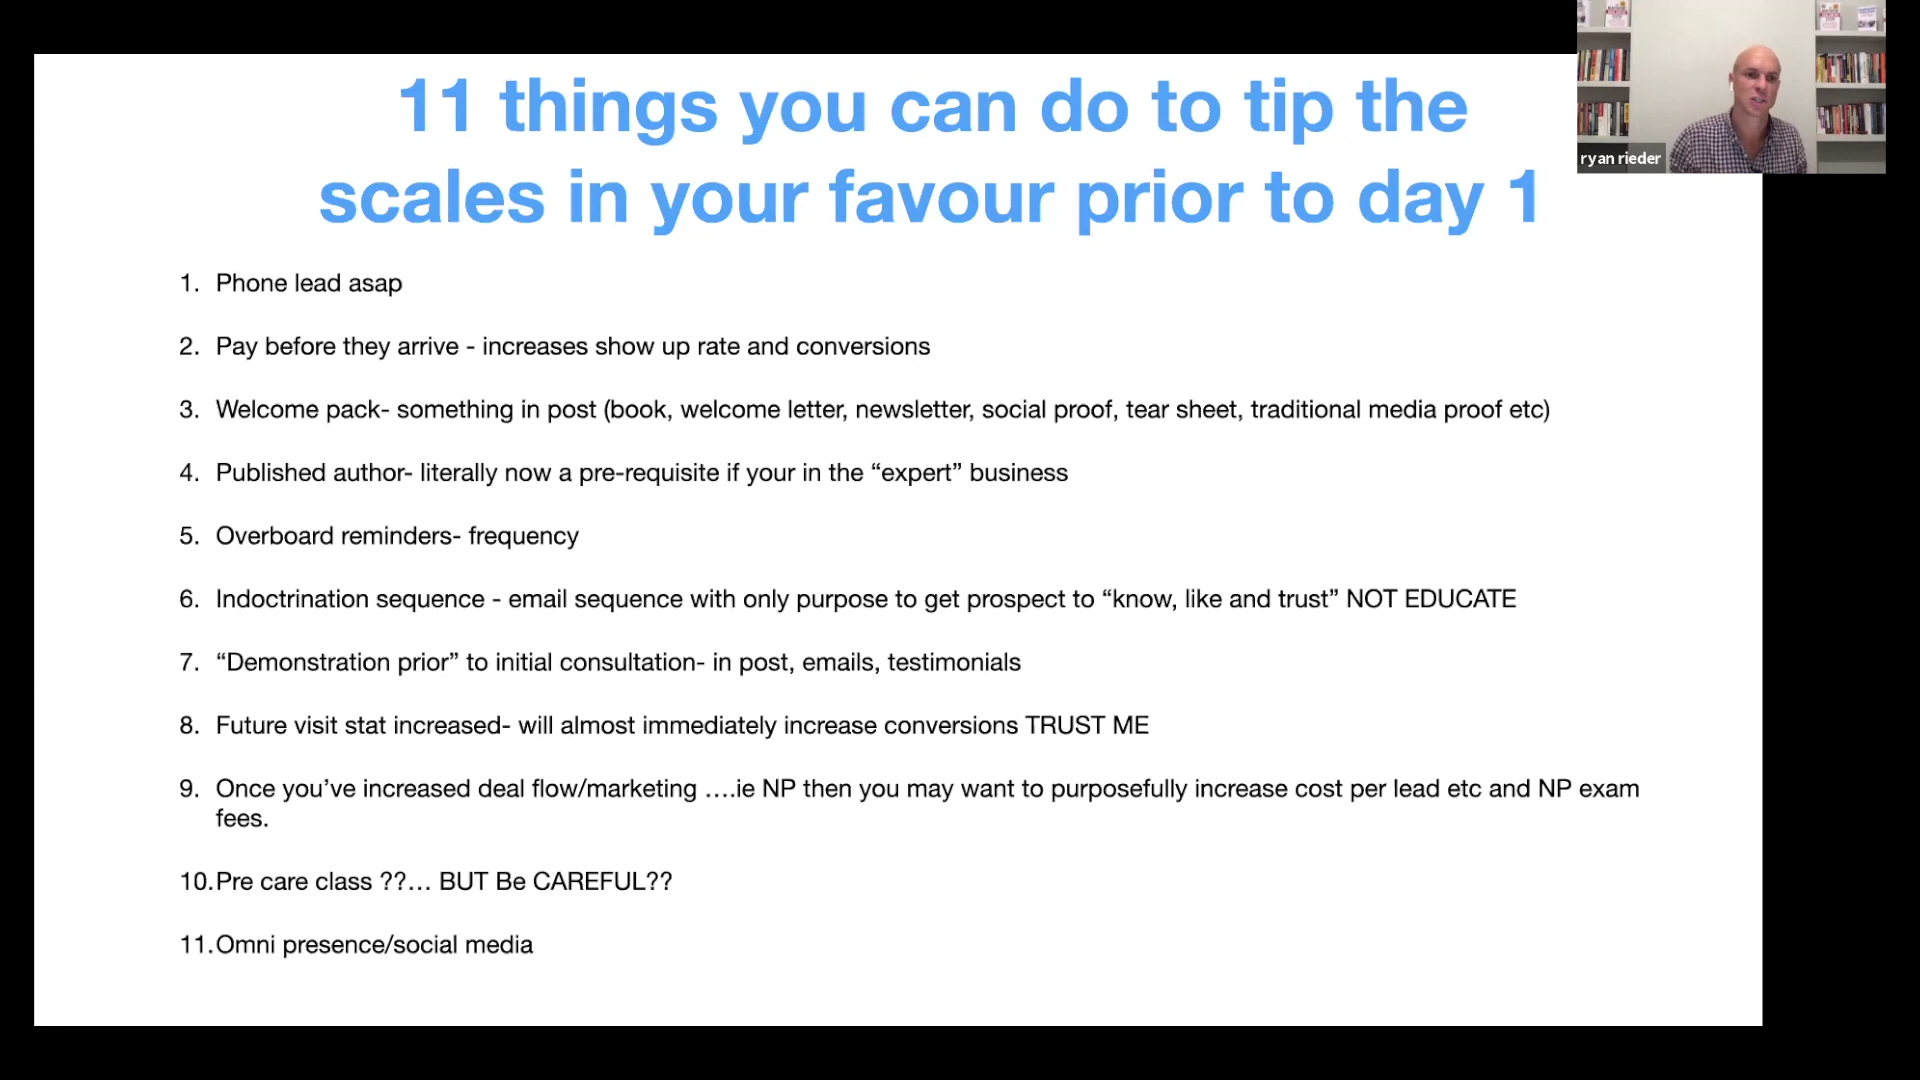 11 things you can do to tip the
scales in your favour prior to day 1
ryan rieder
1. Phone lead asap
2. Pay before they arrive - increases show up rate and conversions
3. Welcome pack- something in post (book, welcome letter, newsletter, social proof, tear sheet, traditional media proof etc)
4. Published author- literally now a pre-requisite if your in the “expert” business
5. Overboard reminders- frequency
6. Indoctrination sequence - email sequence with only purpose to get prospect to “know, like and trust” NOT EDUCATE
7. “Demonstration prior” to initial consultation- in post, emails, testimonials
8. Future visit stat increased- will almost immediately increase conversions TRUST ME
9. Once you’ve increased deal flow/marketing ….ie NP then you may want to purposefully increase cost per lead etc and NP exam
fees.
10. Pre care class ??… BUT Be CAREFUL??
11. Omni presence/social media